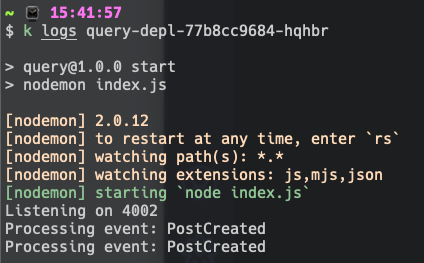 ~ 15:41:57
$ k logs query-depl-77b8cc9684-hqhbr
> query@1.0.0 start
> nodemon index.js
[nodemon] 2.0.12
[nodemon] to restart at any time, enter `rs`
[nodemon] watching path(s): *.*
[nodemon] watching extensions: js,mjs,json
[nodemon] starting `node index.js`
Listening on 4002
Processing event: PostCreated
Processing event: PostCreated